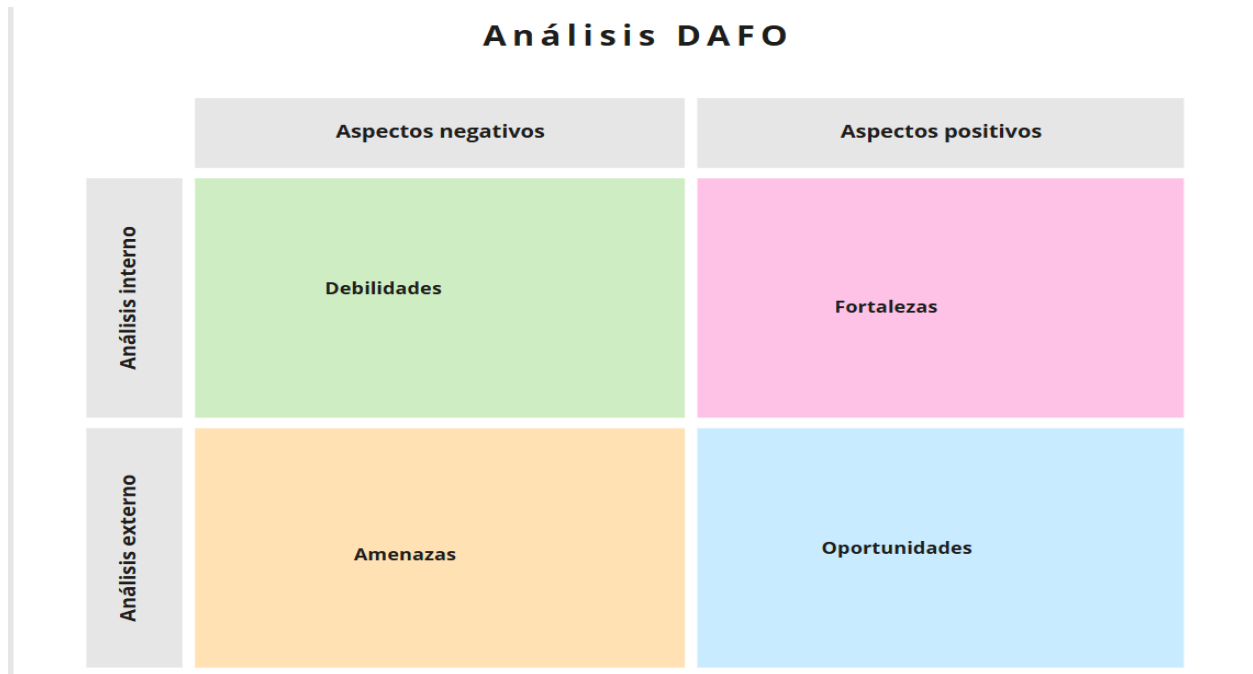 Análisis DAFO
Aspectos negativos
Aspectos positivos
Análisis interno
Debilidades
Fortalezas
Análisis externo
Amenazas
Oportunidades